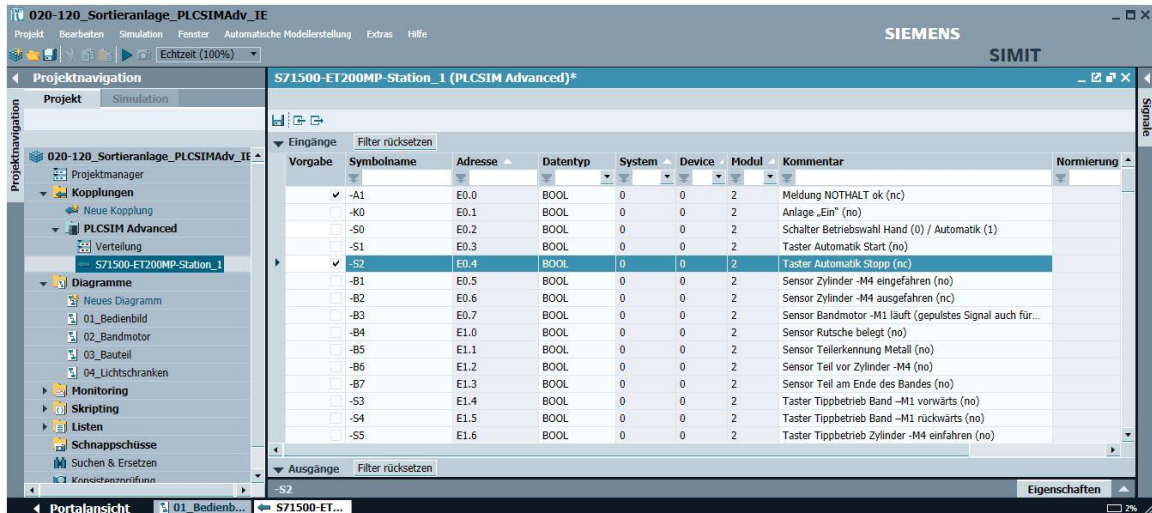 020-120_Sortieranlage_PLCSIMAdv_IE
Projekt Bearbeiten Simulation Fenster Automatische Modellerstellung Extras Hilfe
SIEMENS
SIMIT
Echtzeit (100%)
Projektnavigation
S71500-ET200MP-Station_1 (PLCSIM Advanced)*
Projektnavigation
Projekt Simulation
Signale
020-120_Sortieranlage_PLCSIMAdv_IE
Projektmanager
Kopplungen
Neue Kopplung
PLCSIM Advanced
Verteilung
S71500-ET200MP-Station_1
Diagramme
Neues Diagramm
01_Bedienbild
02_Bandmotor
03_Bauteil
04_Lichtschranken
Monitoring
Skripting
Listen
Schnappschüsse
Suchen & Ersetzen
Konsistenzprüfung
Eingänge Filter rücksetzen
Vorgabe Symbolname Adresse Datentyp System Device Modul Kommentar Normierung
-A1 E0.0 BOOL 0 0 2 Meldung NOTHALT ok (nc)
-K0 E0.1 BOOL 0 0 2 Anlage „Ein“ (no)
-S0 E0.2 BOOL 0 0 2 Schalter Betriebswahl Hand (0) / Automatik (1)
-S1 E0.3 BOOL 0 0 2 Taster Automatik Start (no)
-S2 E0.4 BOOL 0 0 2 Taster Automatik Stopp (nc)
-B1 E0.5 BOOL 0 0 2 Sensor Zylinder -M4 eingefahren (no)
-B2 E0.6 BOOL 0 0 2 Sensor Zylinder -M4 ausgefahren (nc)
-B3 E0.7 BOOL 0 0 2 Sensor Bandmotor -M1 läuft (gepulstes Signal auch für...
-B4 E1.0 BOOL 0 0 2 Sensor Rutsche belegt (no)
-B5 E1.1 BOOL 0 0 2 Sensor Teilerkennung Metall (no)
-B6 E1.2 BOOL 0 0 2 Sensor Teil vor Zylinder -M4 (no)
-B7 E1.3 BOOL 0 0 2 Sensor Teil am Ende des Bandes (no)
-S3 E1.4 BOOL 0 0 2 Taster Tippbetrieb Band –M1 vorwärts (no)
-S4 E1.5 BOOL 0 0 2 Taster Tippbetrieb Band –M1 rückwärts (no)
-S5 E1.6 BOOL 0 0 2 Taster Tippbetrieb Zylinder -M4 einfahren (no)
Ausgänge Filter rücksetzen
-S2 Eigenschaften
Portalansicht 01_Bedienb... S71500-ET... 2%